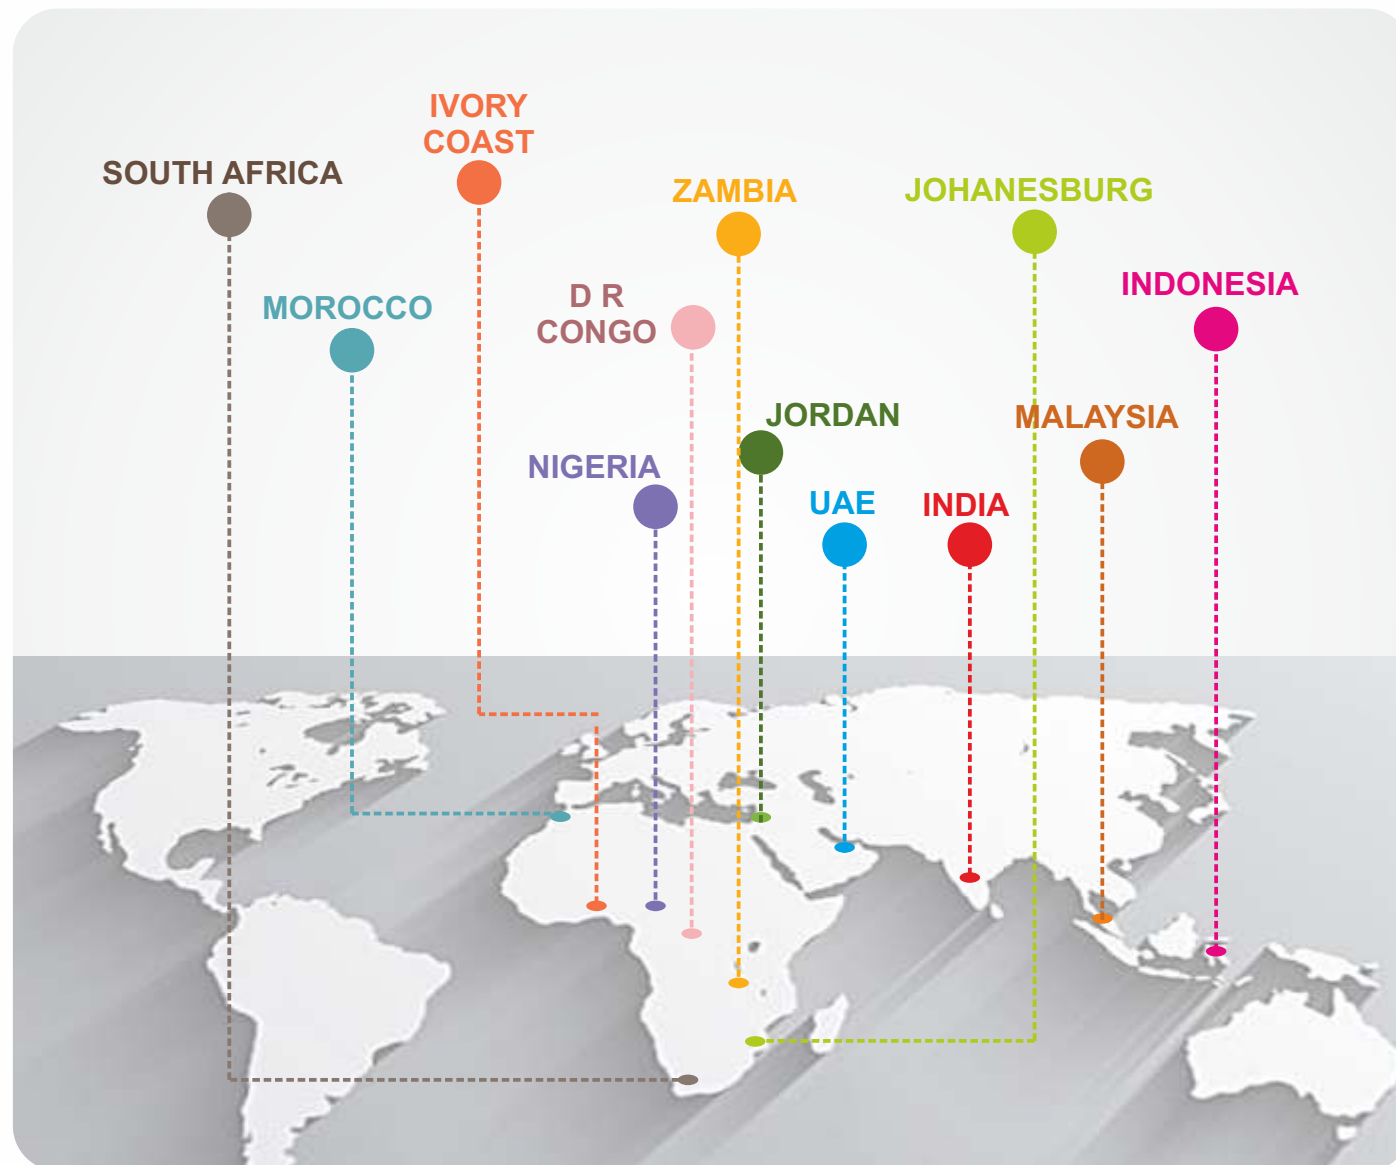 IVORY
COAST
SOUTH AFRICA
ZAMBIA
JOHANESBURG
MOROCCO
D R
CONGO
INDONESIA
JORDAN
MALAYSIA
NIGERIA
UAE
INDIA